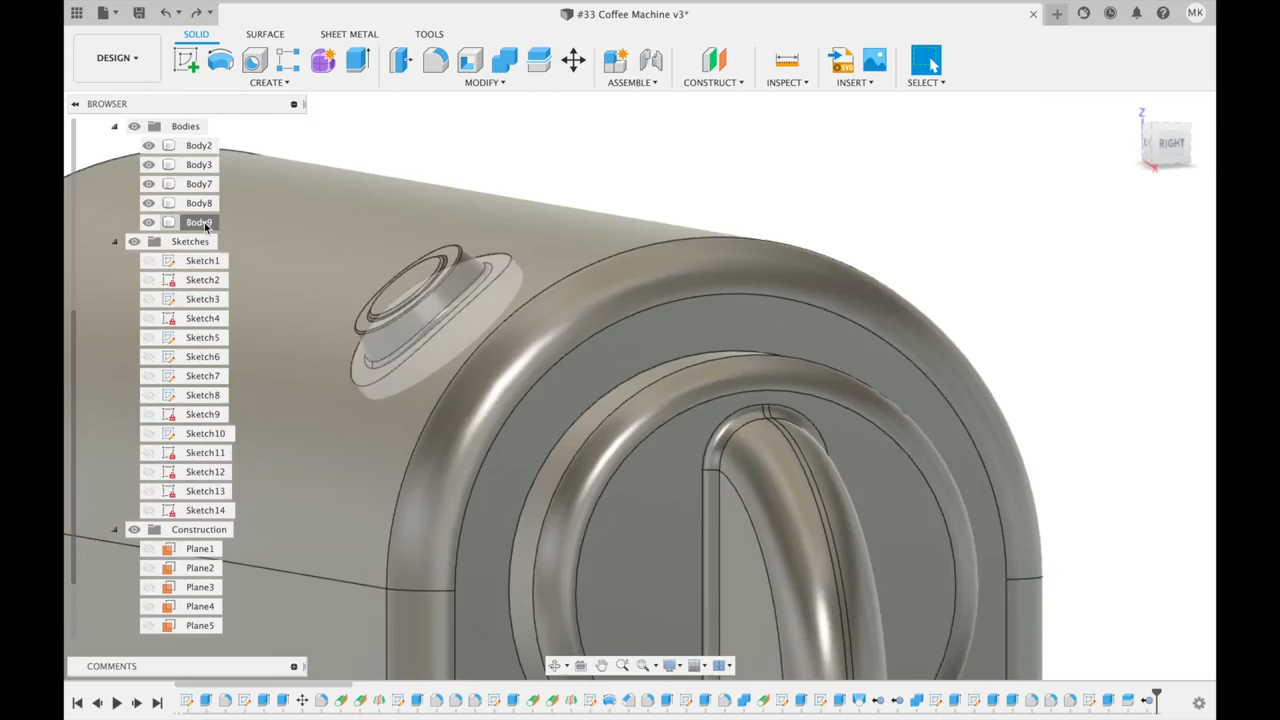 #33 Coffee Machine v3*
MK
DESIGN
SOLID
SURFACE
SHEET METAL
TOOLS
CREATE
MODIFY
ASSEMBLE
CONSTRUCT
INSPECT
INSERT
SELECT
BROWSER
Bodies
Body2
Body3
Body7
Body8
Body9
Sketches
Sketch1
Sketch2
Sketch3
Sketch4
Sketch5
Sketch6
Sketch7
Sketch8
Sketch9
Sketch10
Sketch11
Sketch12
Sketch13
Sketch14
Construction
Plane1
Plane2
Plane3
Plane4
Plane5
Z
RIGHT
X
COMMENTS